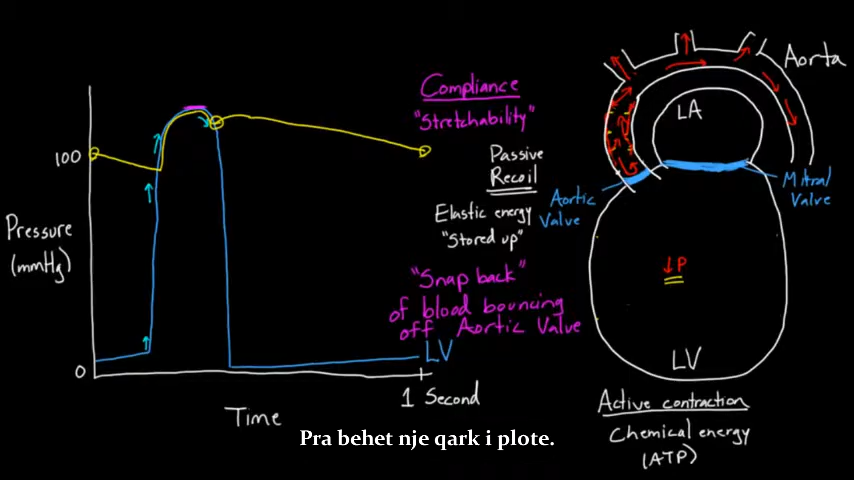 Compliance
"Stretchability"
Passive
Recoil
Elastic energy
"Stored up"
"Snap back"
of blood bouncing
off Aortic Valve
100
Pressure
(mmHg)
0
LV
1 Second
Time
Aorta
LA
Aortic
Valve
Mitral
Valve
↓P
LV
Active contraction
Chemical energy
(ATP)
Pra behet nje qark i plote.